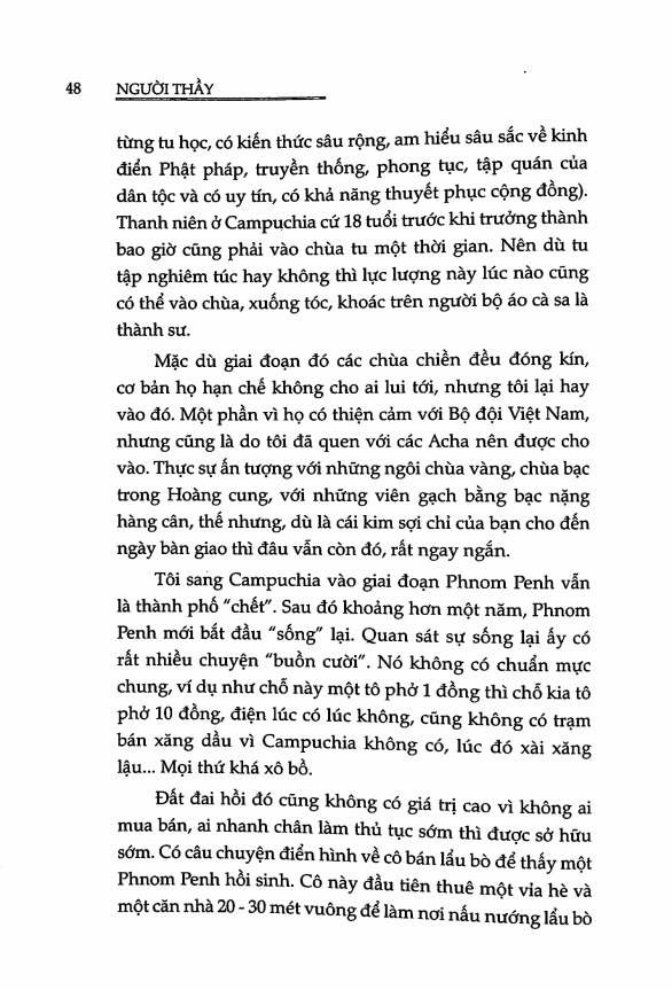 48 NGƯỜI THẦY
từng tu học, có kiến thức sâu rộng, am hiểu sâu sắc về kinh
điển Phật pháp, truyền thống, phong tục, tập quán của
dân tộc và có uy tín, có khả năng thuyết phục cộng đồng).
Thanh niên ở Campuchia cứ 18 tuổi trước khi trưởng thành
bao giờ cũng phải vào chùa tu một thời gian. Nên dù tu
tập nghiêm túc hay không thì lực lượng này lúc nào cũng
có thể vào chùa, xuống tóc, khoác trên người bộ áo cà sa là
thành sư.
Mặc dù giai đoạn đó các chùa chiền đều đóng kín,
cơ bản họ hạn chế không cho ai lui tới, nhưng tôi lại hay
vào đó. Một phần vì họ có thiện cảm với Bộ đội Việt Nam,
nhưng cũng là do tôi đã quen với các Acha nên được cho
vào. Thực sự ấn tượng với những ngôi chùa vàng, chùa bạc
trong Hoàng cung, với những viên gạch bằng bạc nặng
hàng cân, thế nhưng, dù là cái kim sợi chỉ của bạn cho đến
ngày bàn giao thì đâu vẫn còn đó, rất ngay ngắn.
Tôi sang Campuchia vào giai đoạn Phnom Penh vẫn
là thành phố "chết". Sau đó khoảng hơn một năm, Phnom
Penh mới bắt đầu "sống" lại. Quan sát sự sống lại ấy có
rất nhiều chuyện "buồn cười". Nó không có chuẩn mực
chung, ví dụ như chỗ này một tô phở 1 đồng thì chỗ kia tô
phở 10 đồng, điện lúc có lúc không, cũng không có trạm
bán xăng dầu vì Campuchia không có, lúc đó xài xăng
lậu... Mọi thứ khá xô bồ.
Đất đai hồi đó cũng không có giá trị cao vì không ai
mua bán, ai nhanh chân làm thủ tục sớm thì được sở hữu
sớm. Có câu chuyện điển hình về cô bán lẩu bò để thấy một
Phnom Penh hồi sinh. Cô này đầu tiên thuê một vỉa hè và
một căn nhà 20 - 30 mét vuông để làm nơi nấu nướng lẩu bò